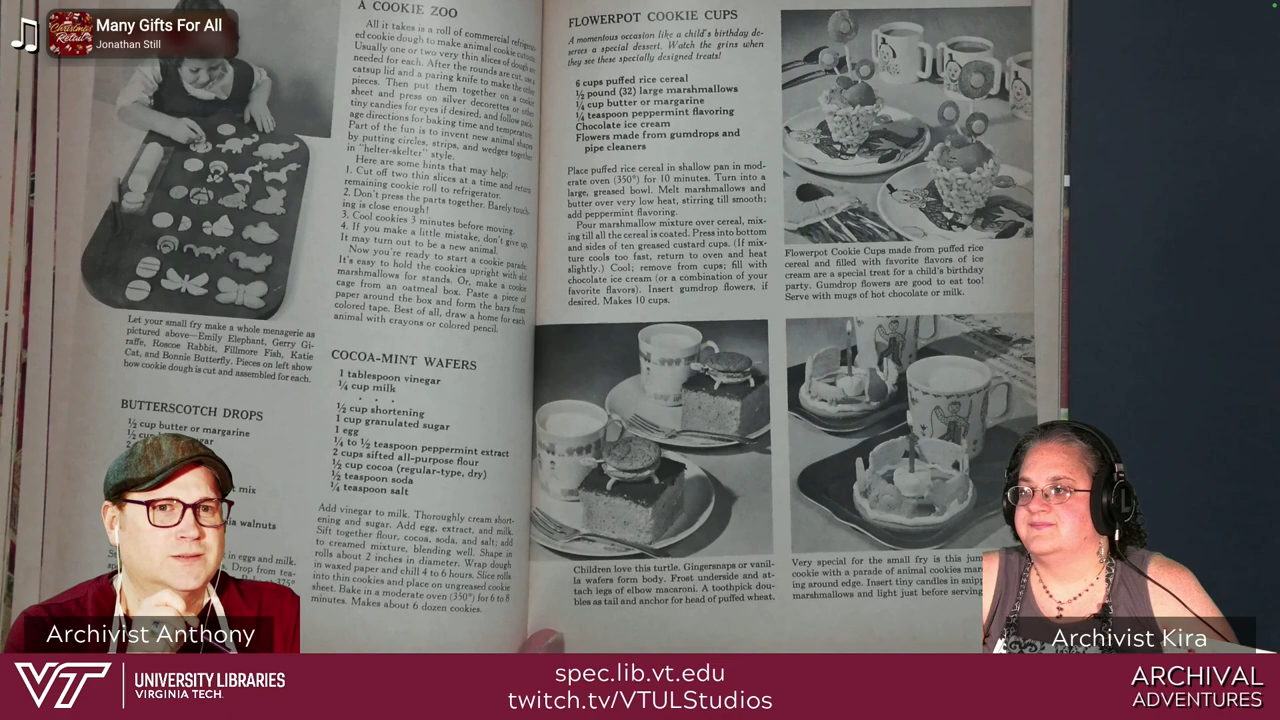 Many Gifts For All
Jonathan Still
A COOKIE ZOO
All it takes is a roll of commercial refriger-
ed cookie dough to make animal cookie cutouts.
Usually one or two very thin slices of dough are
needed for each. After the rounds are cut, use a
catsup lid and a paring knife to make the other
pieces. Then put them together on a cookie
sheet and press on silver decorettes or other
tiny candies for eyes if desired, and follow pack-
age directions for baking time and temperature.
Part of the fun is to invent new animal shapes
by putting circles, strips, and wedges together
in "helter-skelter" style.
Here are some hints that may help:
1. Cut off two thin slices at a time and return
remaining cookie roll to refrigerator.
2. Don't press the parts together. Barely touch-
ing is close enough!
3. Cool cookies 3 minutes before moving.
4. If you make a little mistake, don't give up.
It may turn out to be a new animal.
Now you're ready to start a cookie parade.
It's easy to hold the cookies upright with slit
marshmallows for stands. Or, make a cookie
cage from an oatmeal box. Paste a piece of
paper around the box and form the bars from
colored tape. Best of all, draw a home for each
animal with crayons or colored pencil.
Let your small fry make a whole menagerie as
pictured above—Emily Elephant, Gerry Gi-
raffe, Roscoe Rabbit, Fillmore Fish, Katie
Cat, and Bonnie Butterfly. Pieces on left show
how cookie dough is cut and assembled for each.
BUTTERSCOTCH DROPS
½ cup butter or margarine
½ cup
mix
walnuts
in eggs and milk.
Drop from tea-
375°
COCOA-MINT WAFERS
1 tablespoon vinegar
¼ cup milk
. . .
½ cup shortening
1 cup granulated sugar
1 egg
¼ to ½ teaspoon peppermint extract
2 cups sifted all-purpose flour
½ cup cocoa (regular-type, dry)
½ teaspoon soda
¼ teaspoon salt
Add vinegar to milk. Thoroughly cream short-
ening and sugar. Add egg, extract, and milk.
Sift together flour, cocoa, soda, and salt; add
to creamed mixture, blending well. Shape in
rolls about 2 inches in diameter. Wrap dough
in waxed paper and chill 4 to 6 hours. Slice rolls
into thin cookies and place on ungreased cookie
sheet. Bake in a moderate oven (350°) for 6 to 8
minutes. Makes about 6 dozen cookies.
FLOWERPOT COOKIE CUPS
A momentous occasion like a child's birthday de-
serves a special dessert. Watch the grins when
they see these specially designed treats!
6 cups puffed rice cereal
½ pound (32) large marshmallows
¼ cup butter or margarine
¼ teaspoon peppermint flavoring
Chocolate ice cream
Flowers made from gumdrops and
pipe cleaners
Place puffed rice cereal in shallow pan in mod-
erate oven (350°) for 10 minutes. Turn into a
large, greased bowl. Melt marshmallows and
butter over very low heat, stirring till smooth;
add peppermint flavoring.
Pour marshmallow mixture over cereal, mix-
ing till all the cereal is coated. Press into bottom
and sides of ten greased custard cups. (If mix-
ture cools too fast, return to oven and heat
slightly.) Cool; remove from cups; fill with
chocolate ice cream (or a combination of your
favorite flavors). Insert gumdrop flowers, if
desired. Makes 10 cups.
Flowerpot Cookie Cups made from puffed rice
cereal and filled with favorite flavors of ice
cream are a special treat for a child's birthday
party. Gumdrop flowers are good to eat too!
Serve with mugs of hot chocolate or milk.
Children love this turtle. Gingersnaps or vanil-
la wafers form body. Frost underside and at-
tach legs of elbow macaroni. A toothpick dou-
bles as tail and anchor for head of puffed wheat.
Very special for the small fry is this jum
cookie with a parade of animal cookies mar
ing around edge. Insert tiny candles in snipp
marshmallows and light just before serving
Archivist Anthony
Archivist Kira
VT
UNIVERSITY LIBRARIES
VIRGINIA TECH
spec.lib.vt.edu
twitch.tv/VTULStudios
ARCHIVAL
ADVENTURES